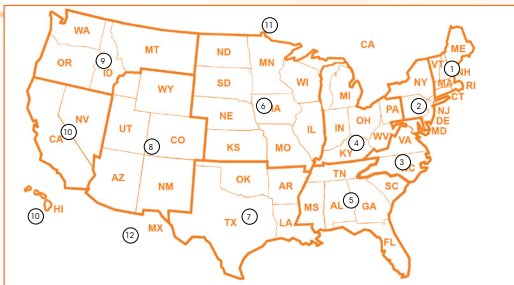 11
WA
ME
MT
ND
CA
VT
1
NH
OR
9
ID
MN
MA
RI
SD
WI
NY
CT
WY
MI
2
NJ
6
IA
PA
DE
NE
OH
MD
10
NV
UT
IL
IN
WV
VA
CA
8
CO
4
KS
MO
KY
3
NC
TN
AZ
OK
AR
SC
NM
5
MS
AL
GA
10
HI
TX
7
LA
12
MX
FL